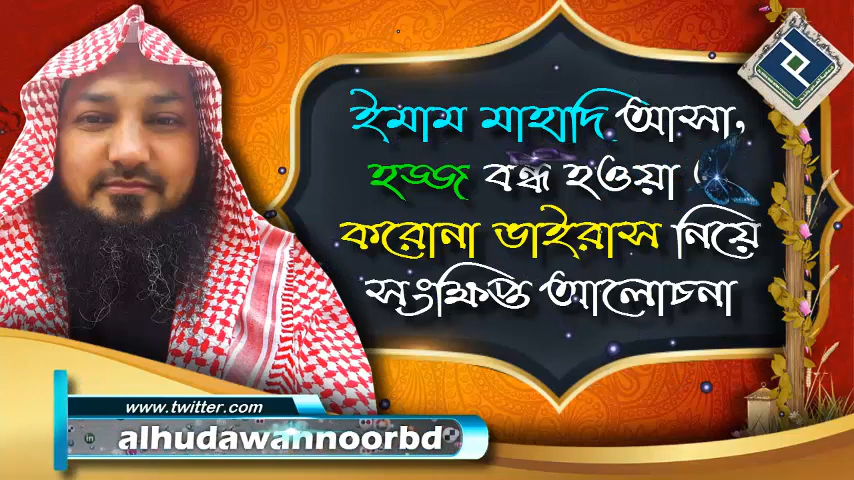 ইমাম মাহাদি আসা,
হজ্জ বন্ধ হওয়া
করোনা ভাইরাস নিয়ে
সংক্ষিপ্ত আলোচনা
www.twitter.com
alhudawannoorbd